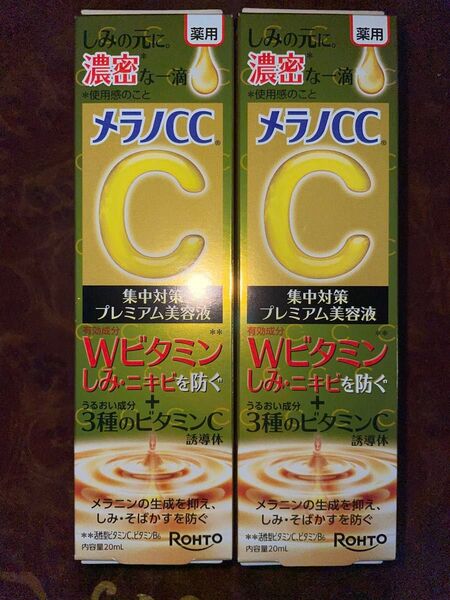 しみの元に。
薬用
濃密*な一滴
*使用感のこと
メラノCC®
C
集中対策
プレミアム美容液
有効成分
Wビタミン**
しみ・ニキビを防ぐ
+
うるおい成分
3種のビタミンC
誘導体
メラニンの生成を抑え、
しみ・そばかすを防ぐ
**活性型ビタミンC、ビタミンE
内容量20mL
ROHTO
しみの元に。
薬用
濃密*な一滴
*使用感のこと
メラノCC®
C
集中対策
プレミアム美容液
有効成分
Wビタミン**
しみ・ニキビを防ぐ
+
うるおい成分
3種のビタミンC
誘導体
メラニンの生成を抑え、
しみ・そばかすを防ぐ
**活性型ビタミンC、ビタミンE
内容量20mL
ROHTO